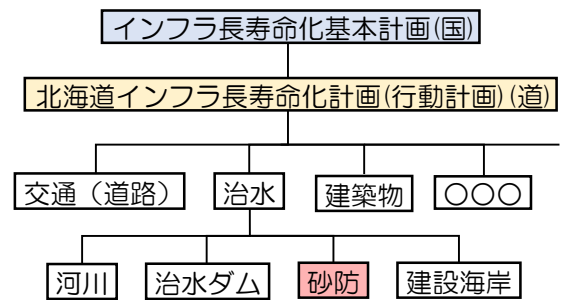 インフラ長寿命化基本計画(国)
北海道インフラ長寿命化計画(行動計画)(道)
交通（道路）
治水
建築物
〇〇〇
河川
治水ダム
砂防
建設海岸